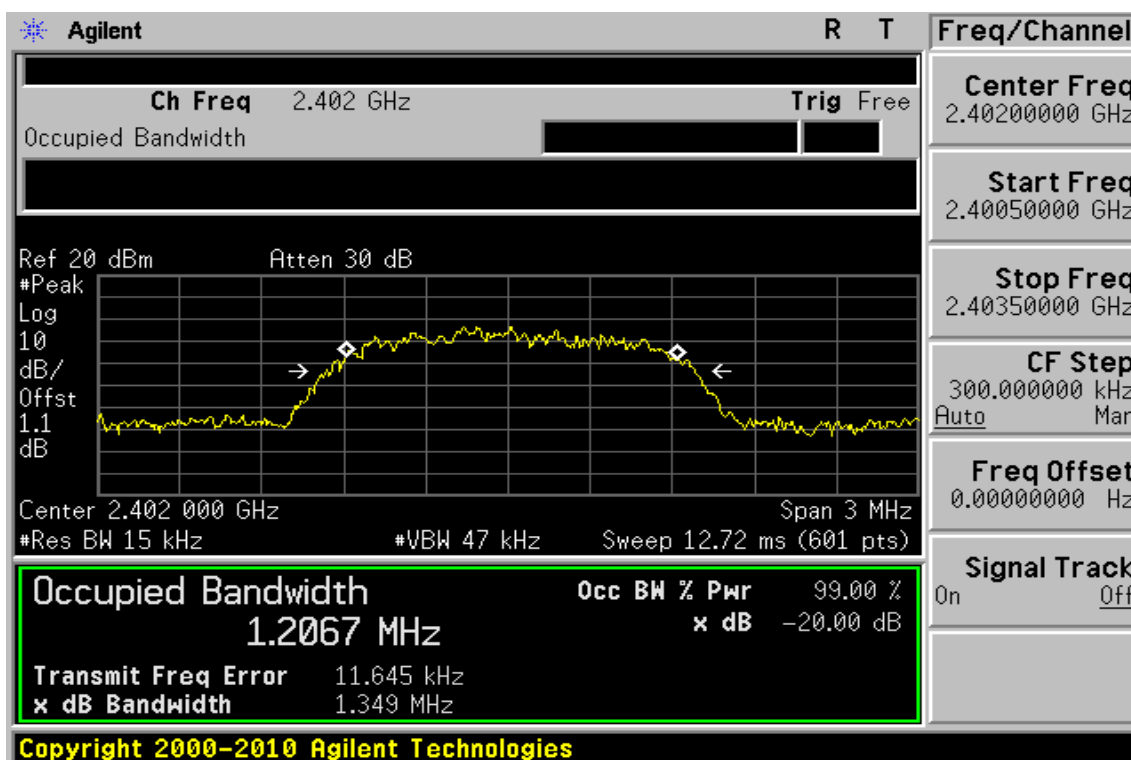 Agilent R T Freq/Channel
Ch Freq 2.402 GHz Trig Free
Occupied Bandwidth
Center Freq
2.40200000 GHz
Start Freq
2.40050000 GHz
Stop Freq
2.40350000 GHz
CF Step
300.000000 kHz
Auto Man
Freq Offset
0.00000000 Hz
Signal Track
On Off
Ref 20 dBm Atten 30 dB
#Peak
Log
10
dB/
Offst
1.1
dB
Center 2.402 000 GHz Span 3 MHz
#Res BW 15 kHz #VBW 47 kHz Sweep 12.72 ms (601 pts)
Occupied Bandwidth Occ BW % Pwr 99.00 %
1.2067 MHz x dB -20.00 dB
Transmit Freq Error 11.645 kHz
x dB Bandwidth 1.349 MHz
Copyright 2000-2010 Agilent Technologies